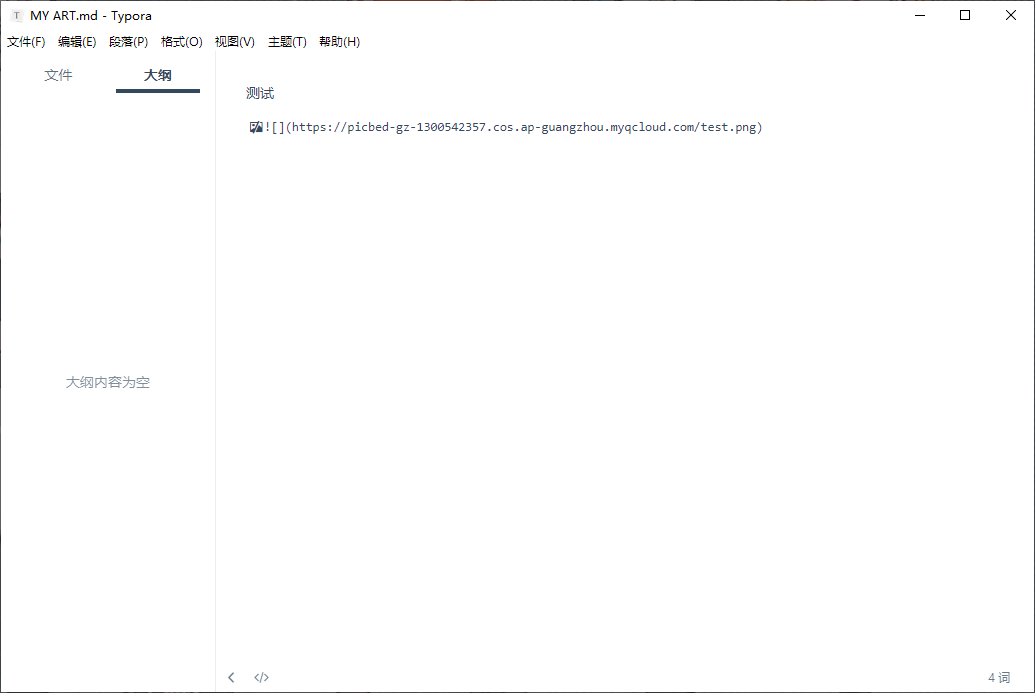 MY ART.md - Typora
文件(F) 编辑(E) 段落(P) 格式(O) 视图(V) 主题(T) 帮助(H)
文件 大纲
测试
![](https://picbed-gz-1300542357.cos.ap-guangzhou.myqcloud.com/test.png)
大纲内容为空
</> 4 词